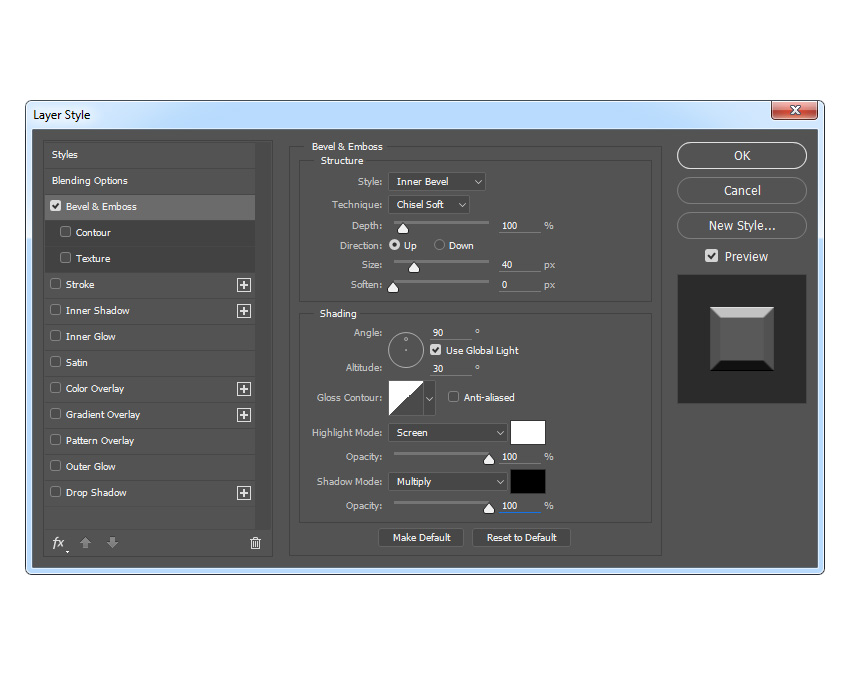 Layer Style
Styles
Blending Options
Bevel & Emboss
Contour
Texture
Stroke
Inner Shadow
Inner Glow
Satin
Color Overlay
Gradient Overlay
Pattern Overlay
Outer Glow
Drop Shadow
fx
Bevel & Emboss
Structure
Style: Inner Bevel
Technique: Chisel Soft
Depth: 100 %
Direction: Up Down
Size: 40 px
Soften: 0 px
Shading
Angle: 90 °
Use Global Light
Altitude: 30 °
Gloss Contour: Anti-aliased
Highlight Mode: Screen
Opacity: 100 %
Shadow Mode: Multiply
Opacity: 100 %
Make Default Reset to Default
OK
Cancel
New Style...
Preview